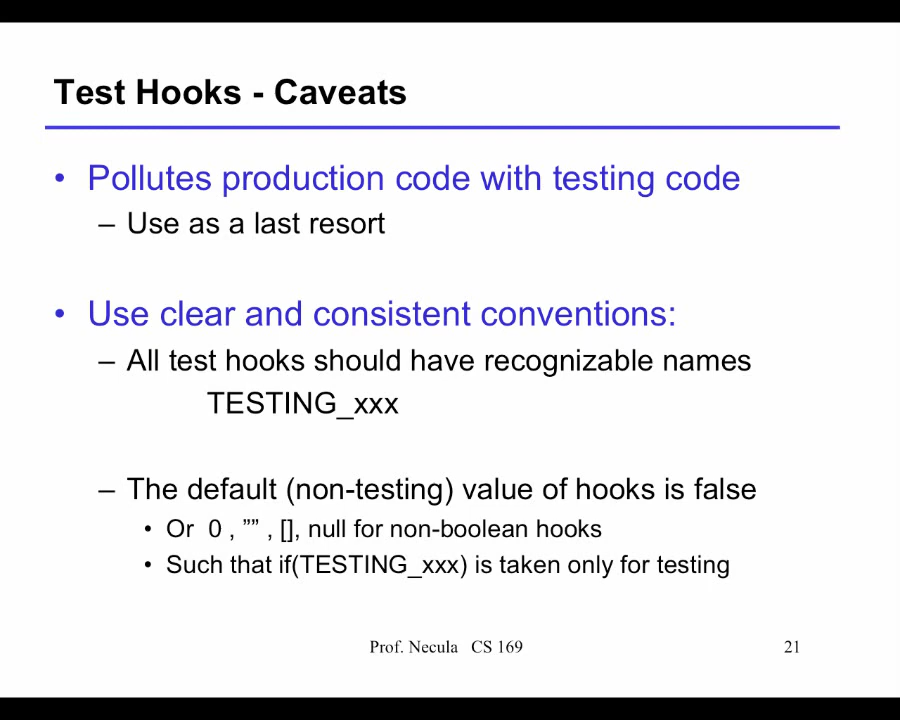 Test Hooks - Caveats
• Pollutes production code with testing code
– Use as a last resort
• Use clear and consistent conventions:
– All test hooks should have recognizable names
TESTING_xxx
– The default (non-testing) value of hooks is false
• Or 0 , ”” , [], null for non-boolean hooks
• Such that if(TESTING_xxx) is taken only for testing
Prof. Necula CS 169 21